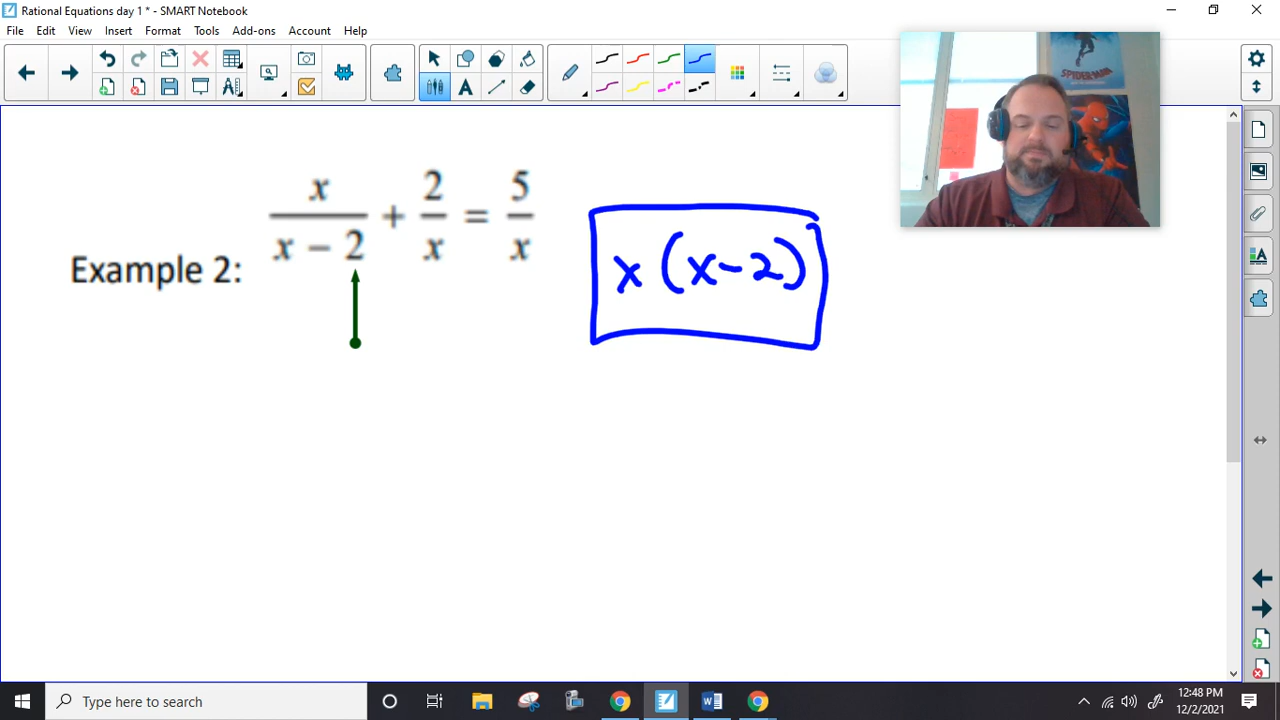 Rational Equations day 1 * - SMART Notebook
File Edit View Insert Format Tools Add-ons Account Help
SPIDER-MAN
x/(x − 2) + 2/x = 5/x
Example 2:
x (x-2)
Type here to search
12:48 PM
12/2/2021